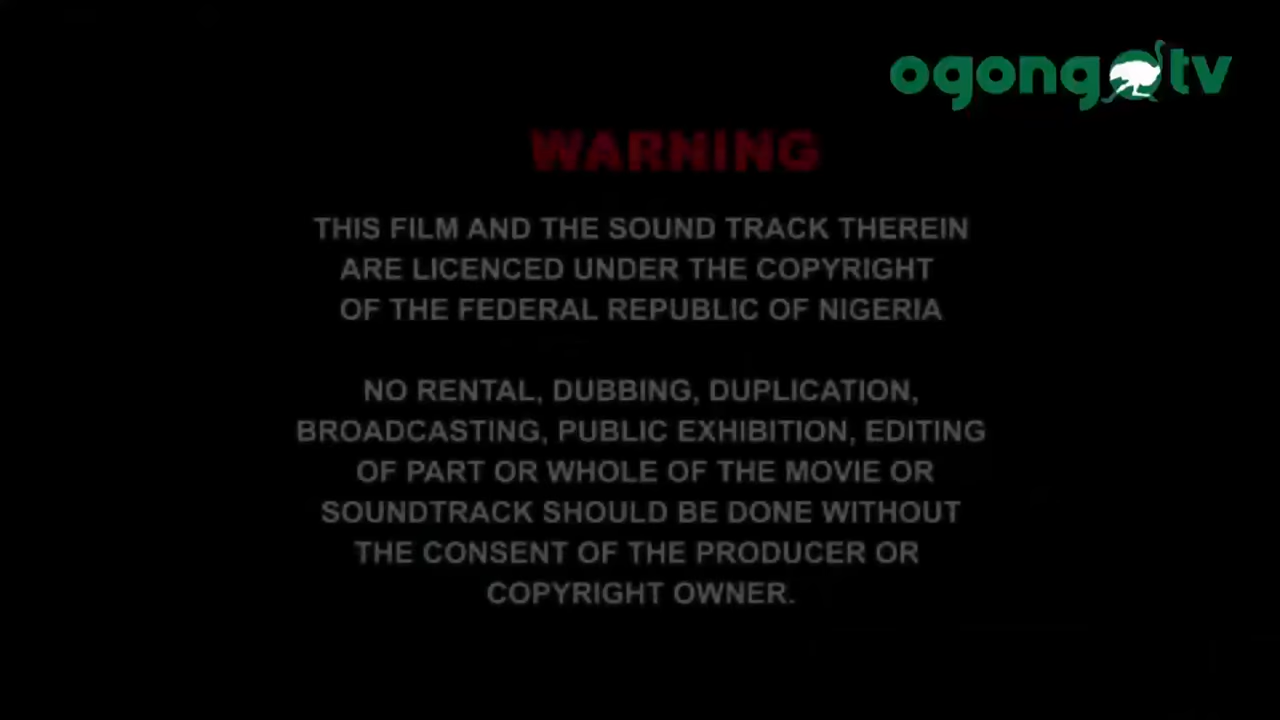 ogongo tv
WARNING
THIS FILM AND THE SOUND TRACK THEREIN
ARE LICENCED UNDER THE COPYRIGHT
OF THE FEDERAL REPUBLIC OF NIGERIA
NO RENTAL, DUBBING, DUPLICATION,
BROADCASTING, PUBLIC EXHIBITION, EDITING
OF PART OR WHOLE OF THE MOVIE OR
SOUNDTRACK SHOULD BE DONE WITHOUT
THE CONSENT OF THE PRODUCER OR
COPYRIGHT OWNER.